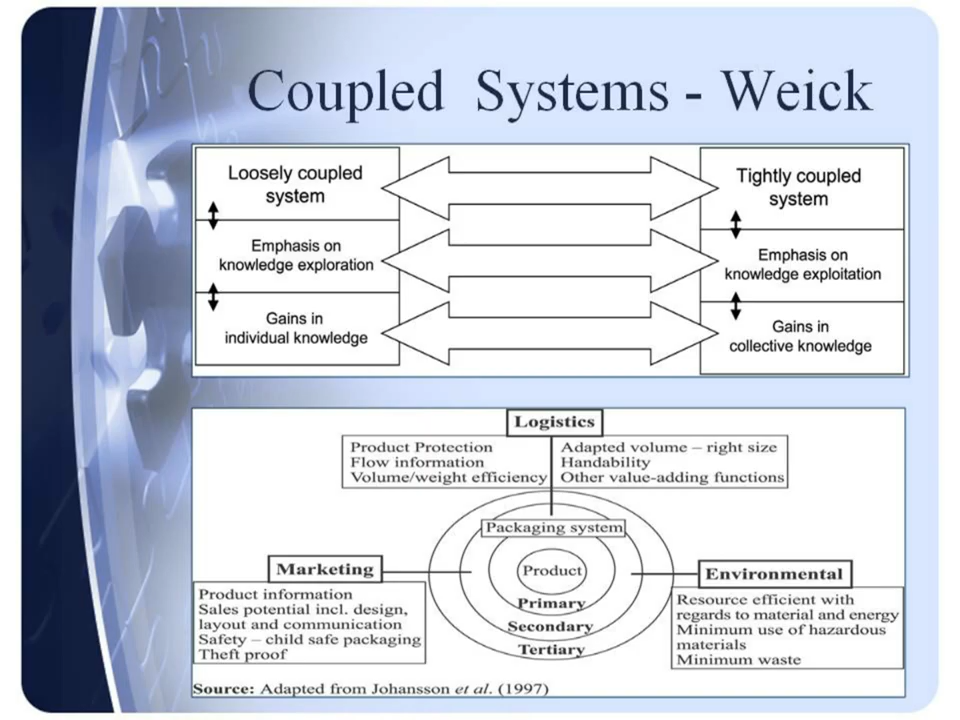 Coupled Systems - Weick
Loosely coupled
system
Emphasis on
knowledge exploration
Gains in
individual knowledge
Tightly coupled
system
Emphasis on
knowledge exploitation
Gains in
collective knowledge
Logistics
Product Protection
Flow information
Volume/weight efficiency
Adapted volume – right size
Handability
Other value-adding functions
Packaging system
Product
Primary
Secondary
Tertiary
Marketing
Product information
Sales potential incl. design,
layout and communication
Safety – child safe packaging
Theft proof
Environmental
Resource efficient with
regards to material and energy
Minimum use of hazardous
materials
Minimum waste
Source: Adapted from Johansson et al. (1997)